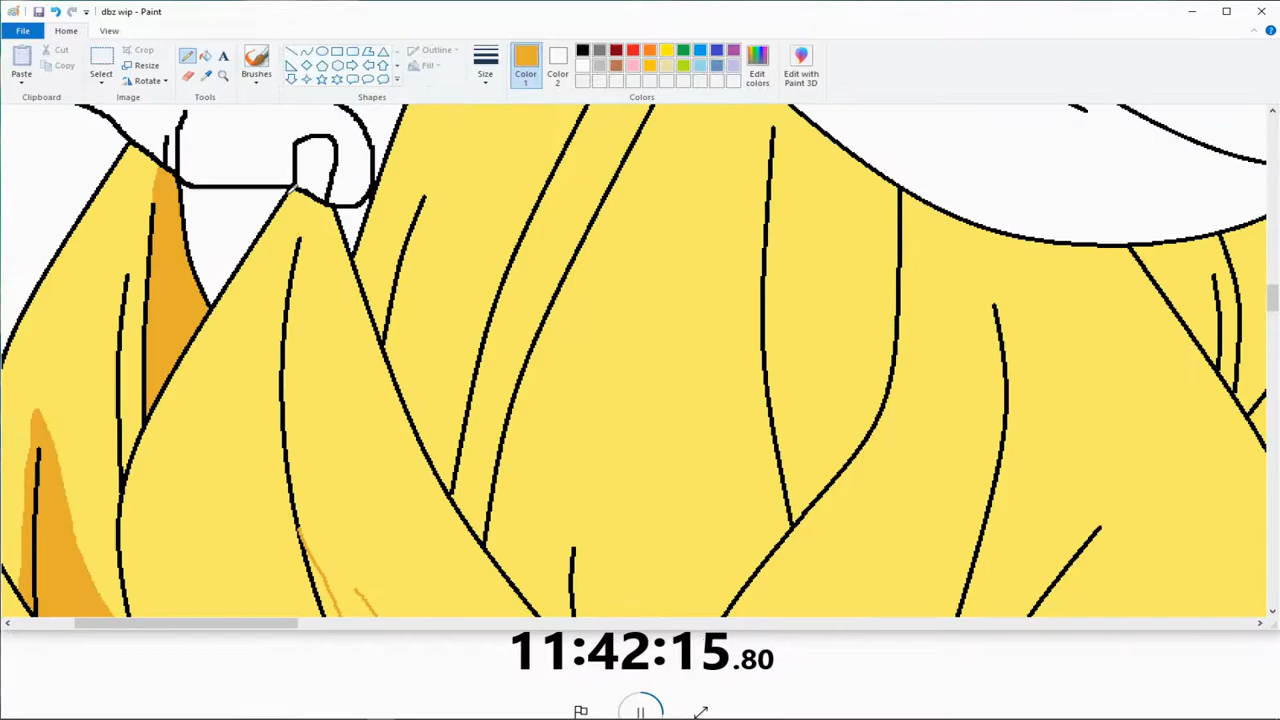 dbz wip - Paint
File Home View
Paste
Cut
Copy
Clipboard
Select
Crop
Resize
Rotate
Image
A
Tools
Brushes
Outline
Fill
Shapes
Size
Color 1
Color 2
Edit colors
Colors
Edit with Paint 3D
11:42:15.80